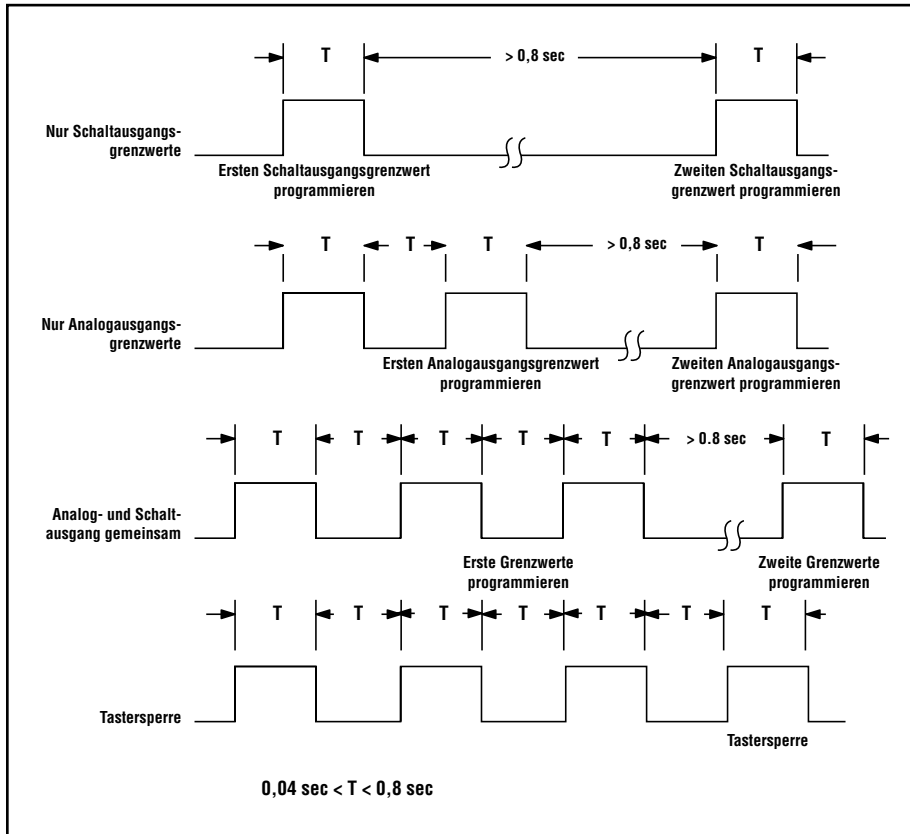 T > 0,8 sec T
Nur Schaltausgangs-
grenzwerte
Ersten Schaltausgangsgrenzwert
programmieren
Zweiten Schaltausgangs-
grenzwert programmieren
T T T > 0,8 sec T
Nur Analogausgangs-
grenzwerte
Ersten Analogausgangsgrenzwert
programmieren
Zweiten Analogausgangs-
grenzwert programmieren
T T T T T > 0.8 sec T
Analog- und Schalt-
ausgang gemeinsam
Erste Grenzwerte
programmieren
Zweite Grenzwerte
programmieren
T T T T T T T
Tastersperre
Tastersperre
0,04 sec < T < 0,8 sec